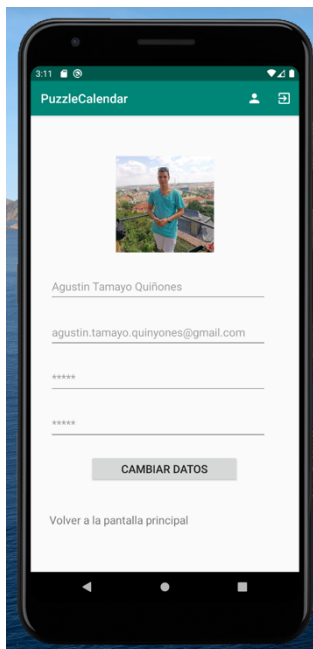 3:11
PuzzleCalendar
Agustin Tamayo Quiñones
agustin.tamayo.quinyones@gmail.com
*****
*****
CAMBIAR DATOS
Volver a la pantalla principal